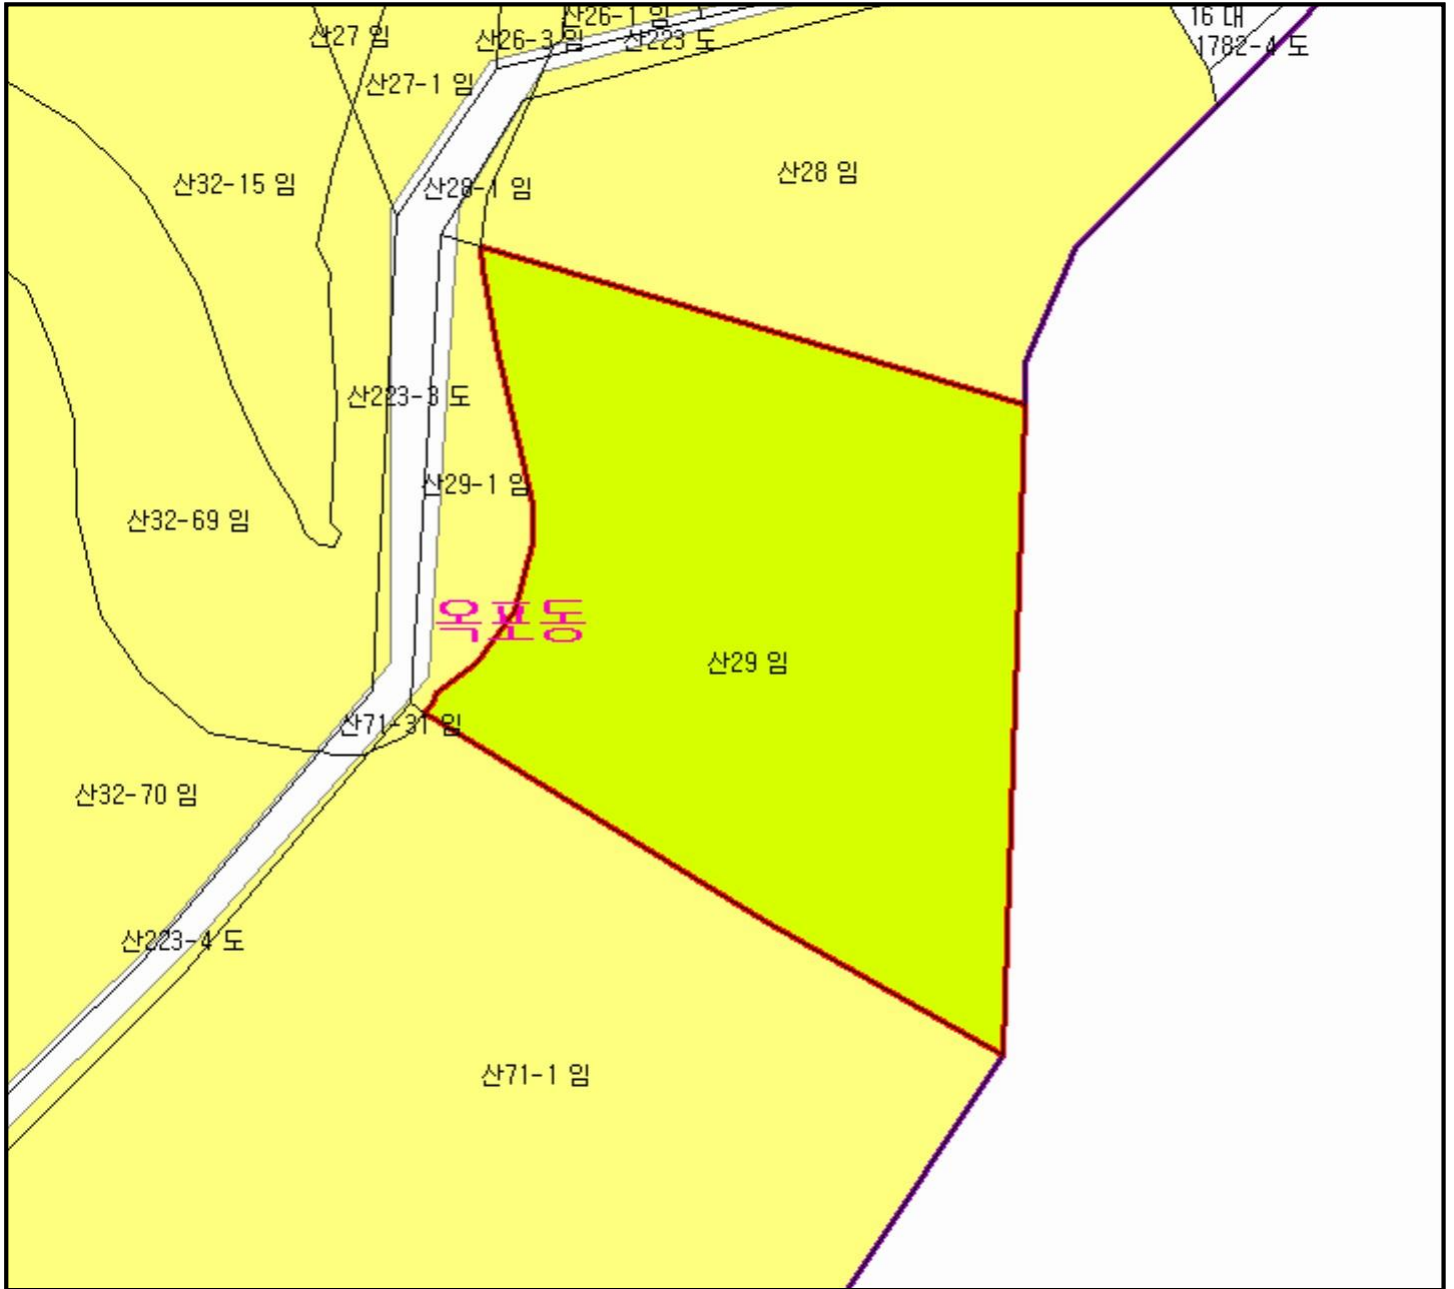 산26-1 임
16 대
산27 임
산26-3 임
산223 도
1782-4 도
산27-1 임
산28 임
산32-15 임
산28-1 임
산223-3 도
산29-1 임
산32-69 임
옥포동
산29 임
산71-31 임
산32-70 임
산223-4 도
산71-1 임